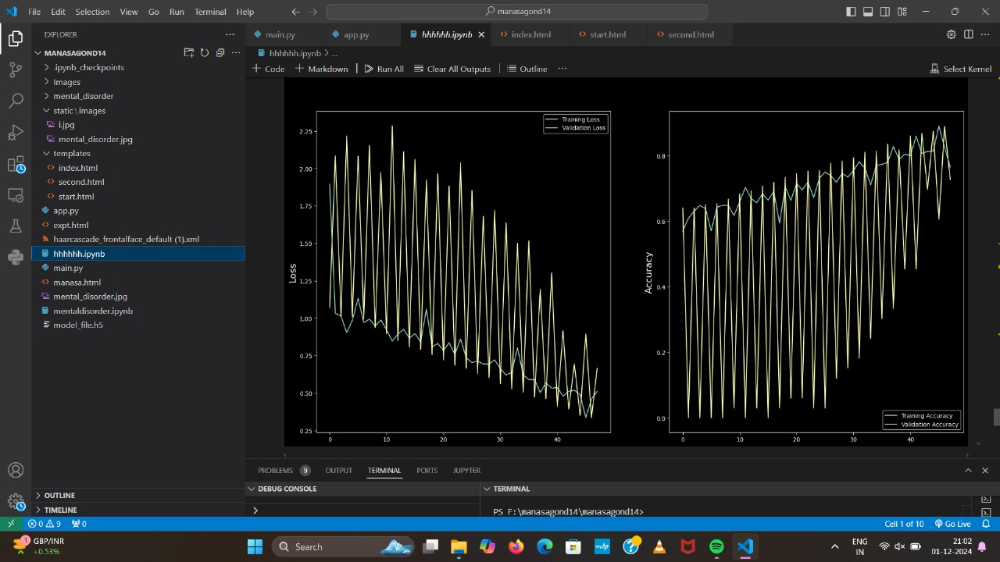 File Edit Selection View Go Run Terminal Help
manasagond14
EXPLORER
MANASAGOND14
.ipynb_checkpoints
Images
mental_disorder
static\images
i.jpg
mental_disorder.jpg
templates
index.html
second.html
start.html
app.py
expt.html
haarcascade_frontalface_default (1).xml
hhhhhh.ipynb
main.py
manasa.html
mental_disorder.jpg
mentaldisorder.ipynb
model_file.h5
OUTLINE
TIMELINE
main.py app.py hhhhhh.ipynb index.html start.html second.html
hhhhhh.ipynb > ...
+ Code + Markdown Run All Clear All Outputs Outline ... Select Kernel
Training Loss
Validation Loss
2.25
2.00
1.75
1.50
1.25
1.00
0.75
0.50
0.25
Loss
0 10 20 30 40
0.8
0.6
0.4
0.2
0.0
Accuracy
Training Accuracy
Validation Accuracy
0 10 20 30 40
PROBLEMS 9 OUTPUT TERMINAL PORTS JUPYTER
DEBUG CONSOLE
>
TERMINAL
PS F:\manasagond14\manasagond14>
0 9 0 Cell 1 of 10 Go Live
1 GBP/INR
+0.53%
Search
myhp
ENG
IN
21:02
01-12-2024